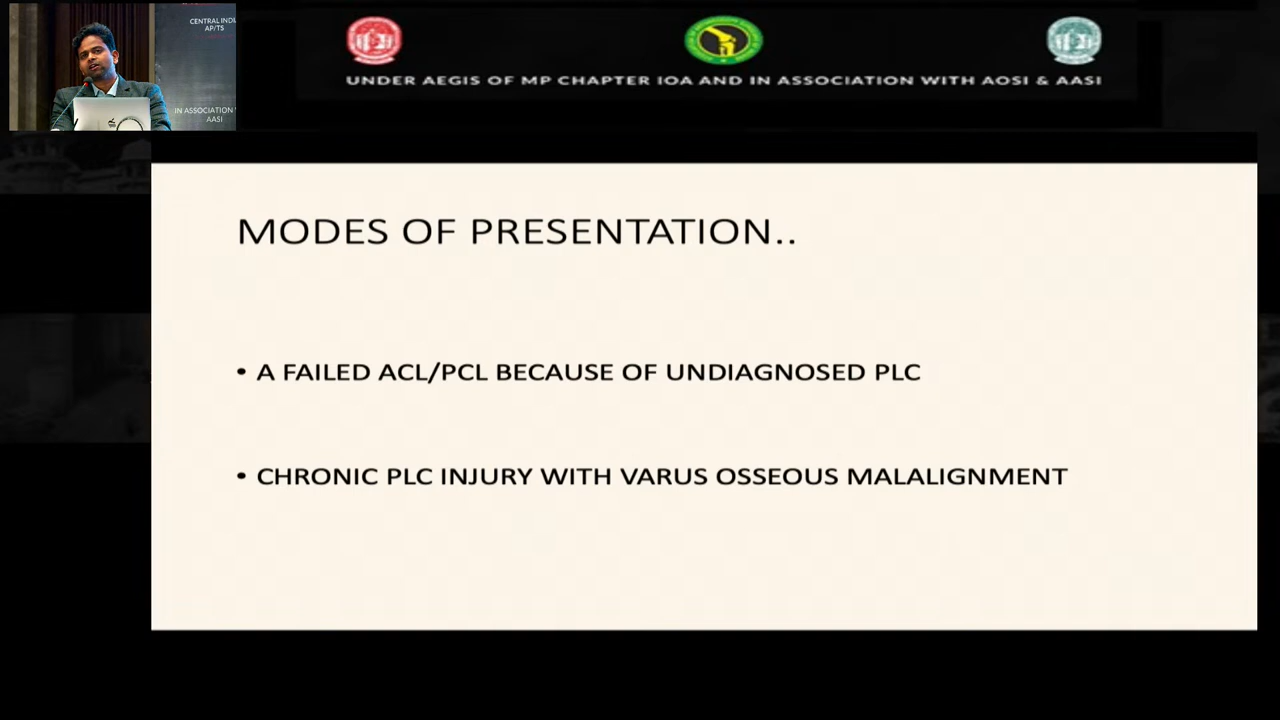 CENTRAL INDI
AP/TS
IN ASSOCIATION
AASI
UNDER AEGIS OF MP CHAPTER IOA AND IN ASSOCIATION WITH AOSI & AASI
MODES OF PRESENTATION..
• A FAILED ACL/PCL BECAUSE OF UNDIAGNOSED PLC
• CHRONIC PLC INJURY WITH VARUS OSSEOUS MALALIGNMENT